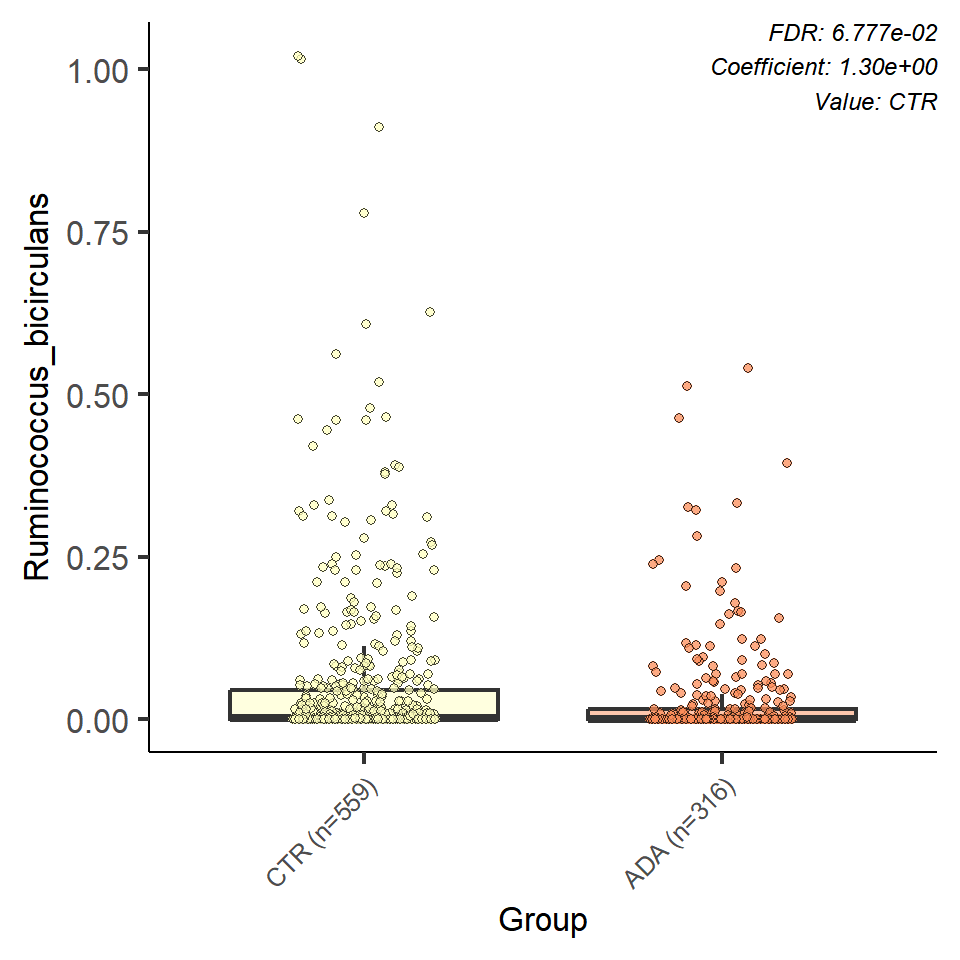 FDR: 6.777e-02
Coefficient: 1.30e+00
Value: CTR
Ruminococcus_bicirculans
1.00
0.75
0.50
0.25
0.00
CTR (n=559)
ADA (n=316)
Group